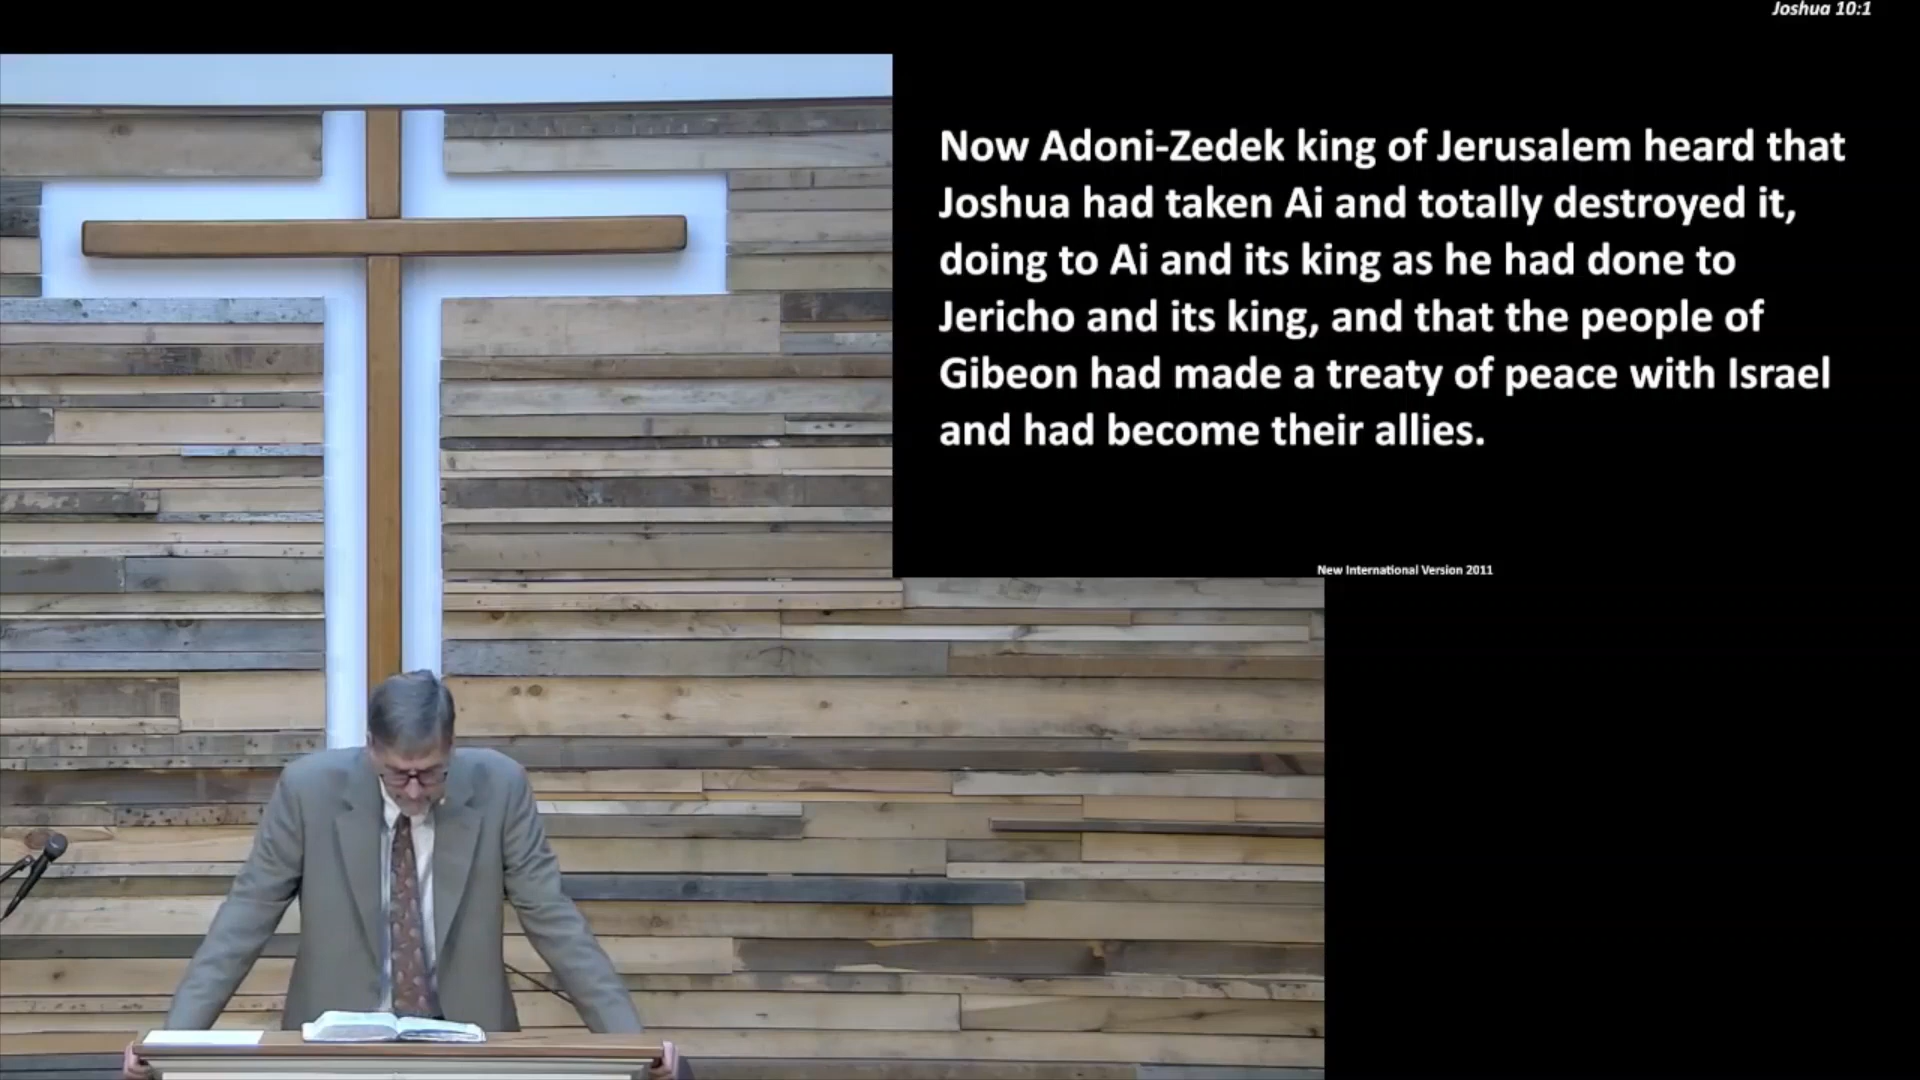 Joshua 10:1
Now Adoni-Zedek king of Jerusalem heard that
Joshua had taken Ai and totally destroyed it,
doing to Ai and its king as he had done to
Jericho and its king, and that the people of
Gibeon had made a treaty of peace with Israel
and had become their allies.
New International Version 2011